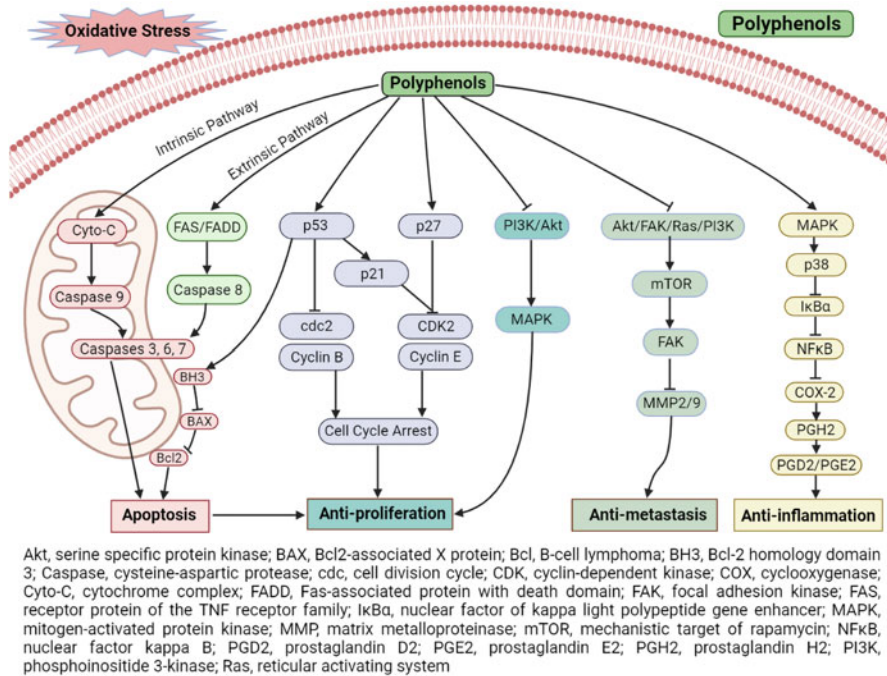 Oxidative Stress
Polyphenols
Polyphenols
Intrinsic Pathway
Extrinsic Pathway
Cyto-C
FAS/FADD
p53
p27
PI3K/Akt
Akt/FAK/Ras/PI3K
MAPK
p21
p38
Caspase 9
Caspase 8
mTOR
IκBα
cdc2
CDK2
MAPK
Caspases 3, 6, 7
Cyclin B
Cyclin E
FAK
NFκB
BH3
COX-2
MMP2/9
BAX
Cell Cycle Arrest
PGH2
Bcl2
PGD2/PGE2
Apoptosis
Anti-proliferation
Anti-metastasis
Anti-inflammation
Akt, serine specific protein kinase; BAX, Bcl2-associated X protein; Bcl, B-cell lymphoma; BH3, Bcl-2 homology domain
3; Caspase, cysteine-aspartic protease; cdc, cell division cycle; CDK, cyclin-dependent kinase; COX, cyclooxygenase;
Cyto-C, cytochrome complex; FADD, Fas-associated protein with death domain; FAK, focal adhesion kinase; FAS,
receptor protein of the TNF receptor family; IκBα, nuclear factor of kappa light polypeptide gene enhancer; MAPK,
mitogen-activated protein kinase; MMP, matrix metalloproteinase; mTOR, mechanistic target of rapamycin; NFκB,
nuclear factor kappa B; PGD2, prostaglandin D2; PGE2, prostaglandin E2; PGH2, prostaglandin H2; PI3K,
phosphoinositide 3-kinase; Ras, reticular activating system